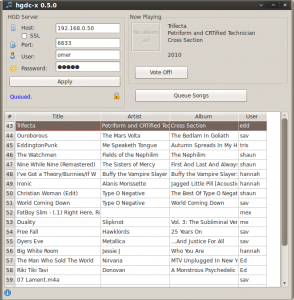 hgdc-x 0.5.0
HGD Server
Host: 192.168.0.50
SSL
Port: 6633
User: omer
Password: ●●●●●
Apply
Queued.
Now Playing
Trifecta
Petriform and CRTified Technician
Cross Section
2010
Vote Off!
Queue Songs
# Title Artist Album User
43 Trifecta Petriform and CRTified Tec Cross Section edd
44 Ouroborous The Mars Volta The Bedlam In Goliath sav
45 EddingtonPunk Me Speaketh Tongue Autumn Spreads In My H tris
46 The Watchmen Fields of the Nephilim The Nephilim shaun
47 Nine While Nine (Remastered) The Sisters of Mercy First And Last And Always shaun
48 I've Got a Theory/Bunnies/If W Buffy the Vampire Slayer Buffy the Vampire Slayer: hannah
49 Ironic Alanis Morissette Jagged Little Pill [Acoustic hannah
50 Christian Woman (Edit) Type O Negative The Best Of Type O Negat shaun
51 World Coming Down Type O Negative World Coming Down sav
52 FatBoy Slim - (.1) Right Here, Ri mex
53 Duality Slipknot Vol. 3: The Subliminal Ver me
54 Free Fall Hawklords 25 Years On sav
55 Dyers Eve Metallica ...And Justice For All sav
56 Big White Room Jessie J Who You Are hannah
57 The Man Who Sold The World Nirvana MTV Unplugged In New Y Ed
58 Riki Tiki Tavi Donovan A Monstrous Psychedelic Ed
59 07 Lament.m4a sav